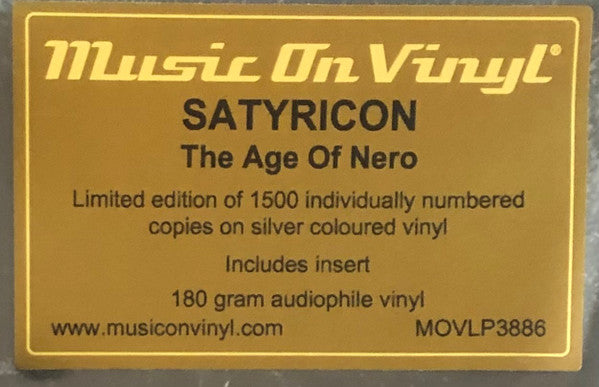 Music On Vinyl®
SATYRICON
The Age Of Nero
Limited edition of 1500 individually numbered
copies on silver coloured vinyl
Includes insert
180 gram audiophile vinyl
www.musiconvinyl.com MOVLP3886